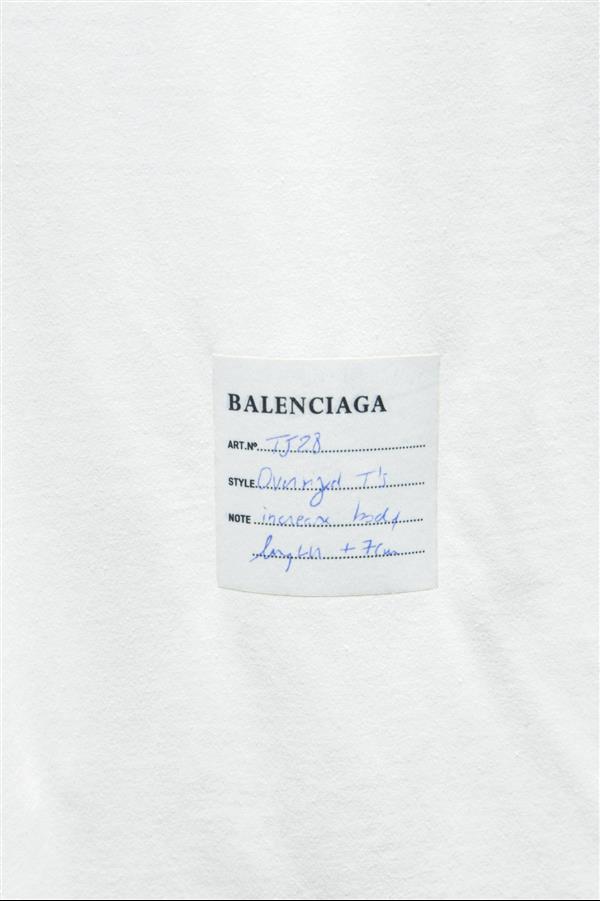 BALENCIAGA
ART.Nº TJ28
STYLE Oversized T's
NOTE increase body
length + 7cm